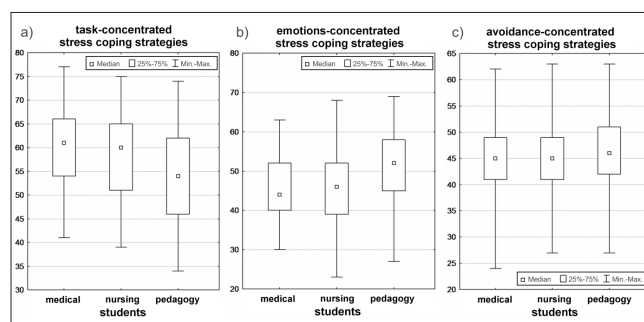 a) task-concentrated
stress coping strategies
Median 25%-75% Min.-Max.
80
75
70
65
60
55
50
45
40
35
30
medical nursing pedagogy
students
b) emotions-concentrated
stress coping strategies
Median 25%-75% Min.-Max.
80
70
60
50
40
30
20
medical nursing pedagogy
students
c) avoidance-concentrated
stress coping strategies
65
60
55
50
45
40
35
30
25
20
Median 25%-75% Min.-Max.
medical nursing pedagogy
students